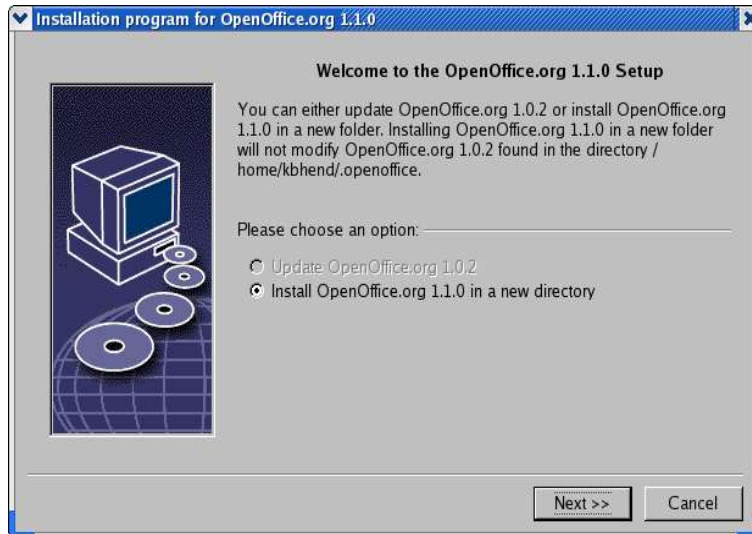 Installation program for OpenOffice.org 1.1.0
Welcome to the OpenOffice.org 1.1.0 Setup
You can either update OpenOffice.org 1.0.2 or install OpenOffice.org
1.1.0 in a new folder. Installing OpenOffice.org 1.1.0 in a new folder
will not modify OpenOffice.org 1.0.2 found in the directory /
home/kbhend/.openoffice.
Please choose an option:
Update OpenOffice.org 1.0.2
Install OpenOffice.org 1.1.0 in a new directory
Next >>
Cancel